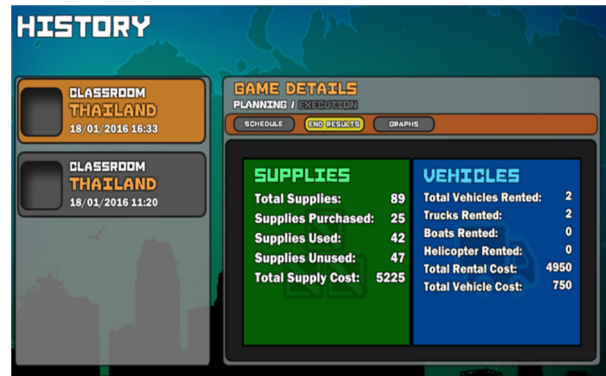 HISTORY
CLASSROOM
THAILAND
18/01/2016 16:33
CLASSROOM
THAILAND
18/01/2016 11:20
GAME DETAILS
PLANNING / EXECUTION
SCHEDULE END RESULTS GRAPHS
SUPPLIES
Total Supplies: 89
Supplies Purchased: 25
Supplies Used: 42
Supplies Unused: 47
Total Supply Cost: 5225
VEHICLES
Total Vehicles Rented: 2
Trucks Rented: 2
Boats Rented: 0
Helicopter Rented: 0
Total Rental Cost: 4950
Total Vehicle Cost: 750